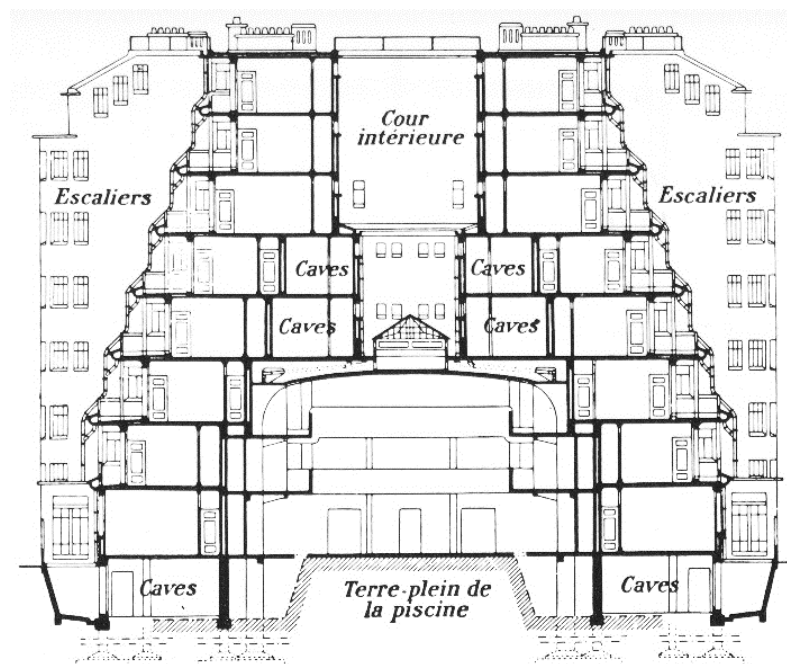 Cour
intérieure
Escaliers
Escaliers
Caves
Caves
Caves
Caves
Caves
Terre-plein de
la piscine
Caves